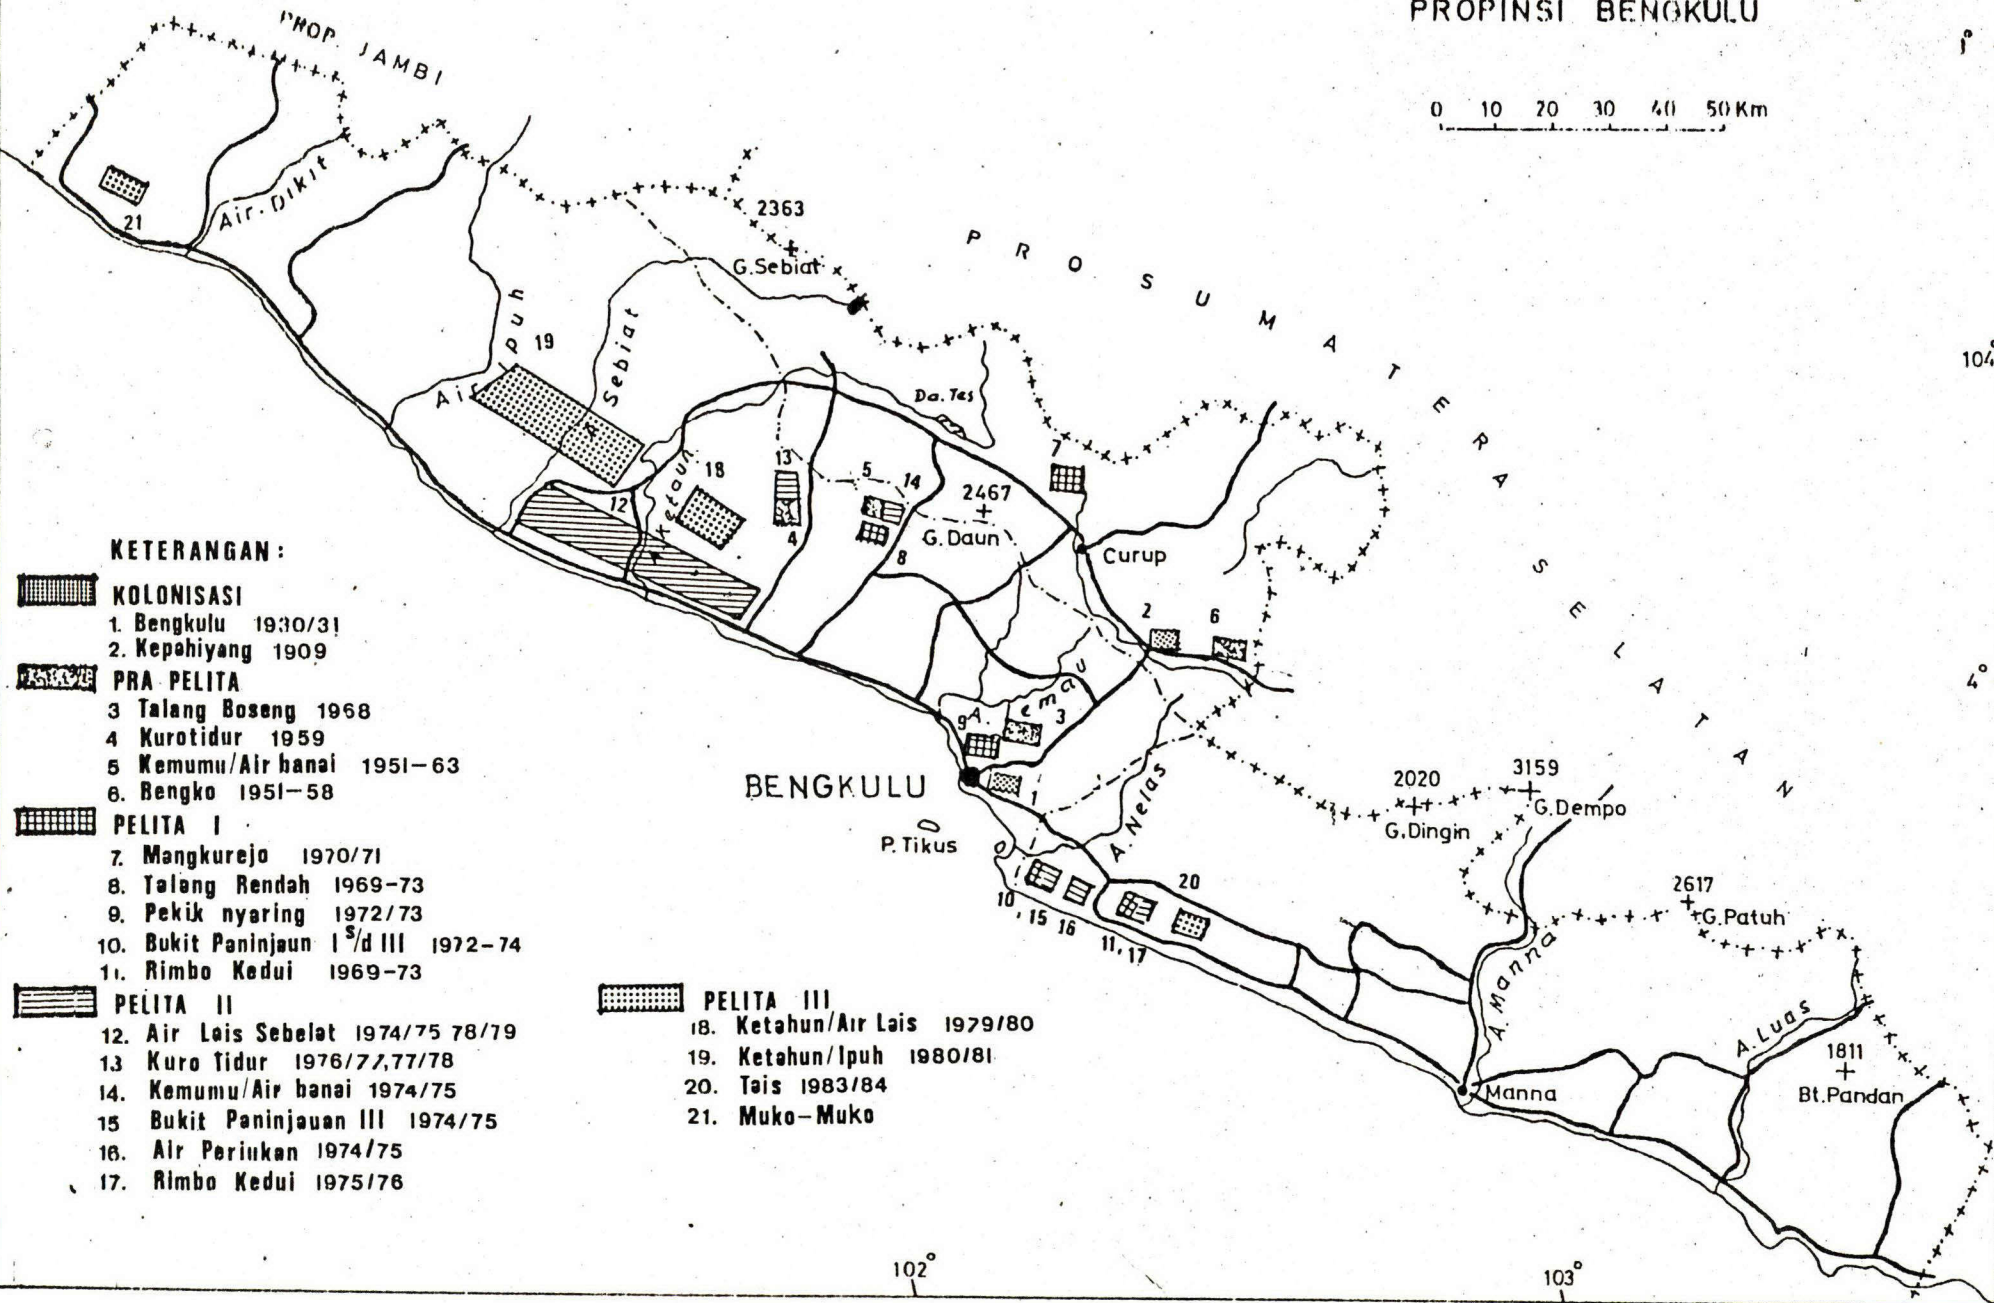 PROPINSI BENGKULU
PROP. JAMBI
0 10 20 30 40 50 Km
1°
21
Air. Dikit
2363
G.Sebiat
PRO SUMATERA SELATAN
19
Air Ipuh
A Sebiat
104°
Da. Tes
7
18
13
5
14
2467
12
A. Ketaun
G. Daun
4
8
Curup
KETERANGAN:
KOLONISASI
1. Bengkulu 1930/31
2. Kepahiyang 1909
PRA PELITA
3 Talang Boseng 1968
4 Kurotidur 1959
5 Kemumu/Air banai 1951-63
6. Bengko 1951-58
PELITA I
7. Mangkurejo 1970/71
8. Talang Rendah 1969-73
9. Pekik nyaring 1972/73
10. Bukit Paninjaun I s/d III 1972-74
11. Rimbo Kedui 1969-73
PELITA II
12. Air Lais Sebelat 1974/75 78/79
13 Kuro Tidur 1976/77,77/78
14. Kemumu/Air banai 1974/75
15 Bukit Paninjauan III 1974/75
16. Air Periukan 1974/75
17. Rimbo Kedui 1975/76
PELITA III
18. Ketahun/Air Lais 1979/80
19. Ketahun/Ipuh 1980/81
20. Tais 1983/84
21. Muko-Muko
2
6
4°
9
A. emau
3
BENGKULU
1
A. Nelas
P. Tikus
2020
3159
G.Dingin
G.Dempo
10, 15
16
11, 17
20
2617
G.Patuh
A. Manna
A. Luas
1811
Bt.Pandan
Manna
102°
103°